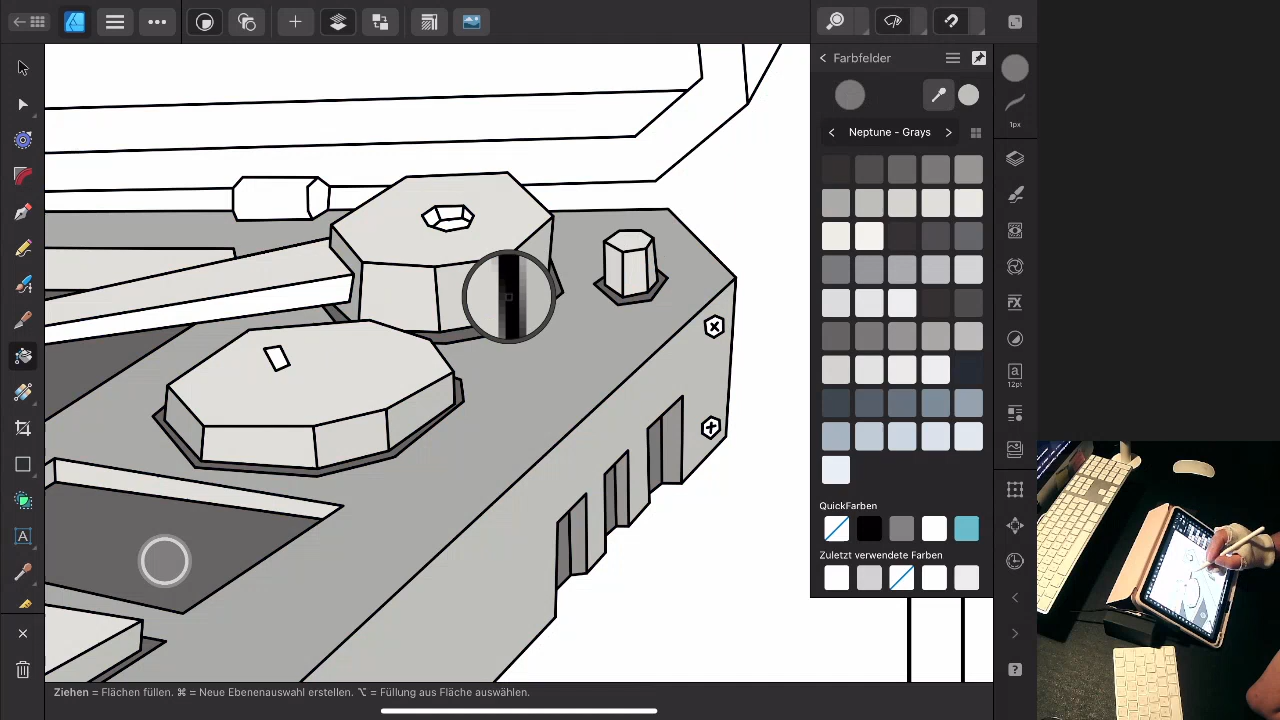 Farbfelder
Neptune - Grays
1px
FX
A
12pt
QuickFarben
Zuletzt verwendete Farben
A
?
Ziehen = Flächen füllen. ⌘ = Neue Ebenenauswahl erstellen. ⌥ = Füllung aus Fläche auswählen.